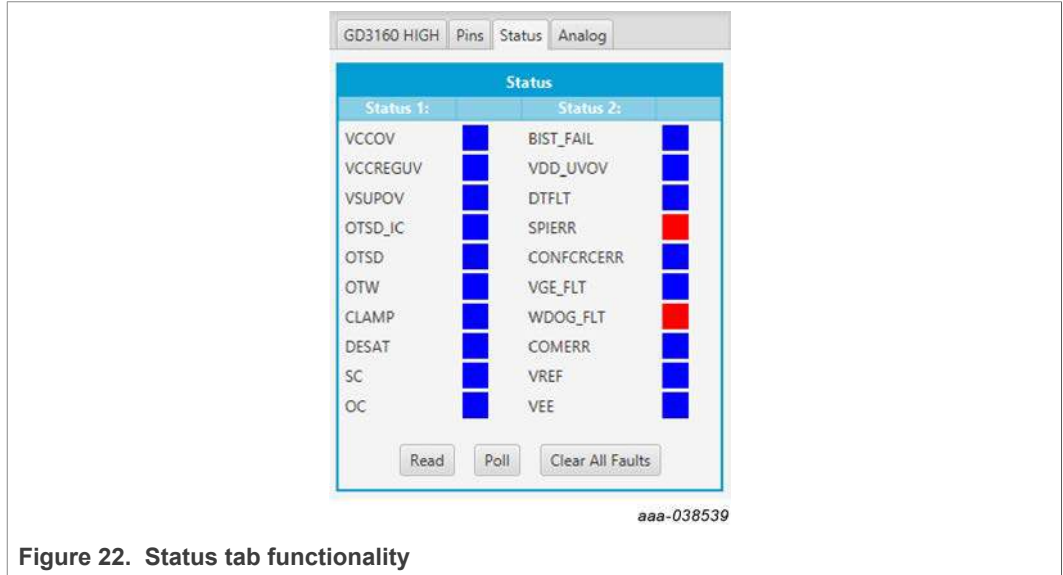 GD3160 HIGH Pins Status Analog
Status
Status 1: Status 2:
VCCOV BIST_FAIL
VCCREGUV VDD_UVOV
VSUPOV DTFLT
OTSD_IC SPIERR
OTSD CONFCRCERR
OTW VGE_FLT
CLAMP WDOG_FLT
DESAT COMERR
SC VREF
OC VEE
Read Poll Clear All Faults
aaa-038539
Figure 22. Status tab functionality